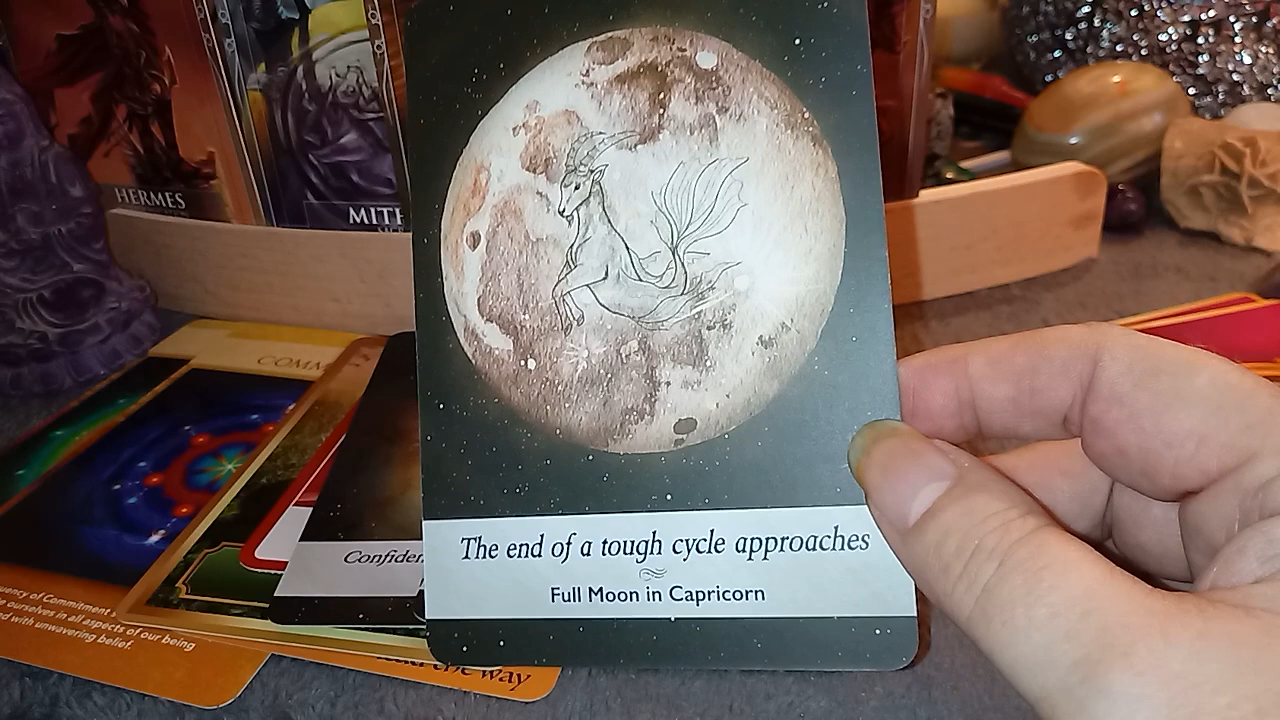 HERMES
MITH
COMM
The end of a tough cycle approaches
Full Moon in Capricorn
Confiden
uency of Commitment
e ourselves in all aspects of our being
ed with unwavering belief.
the way